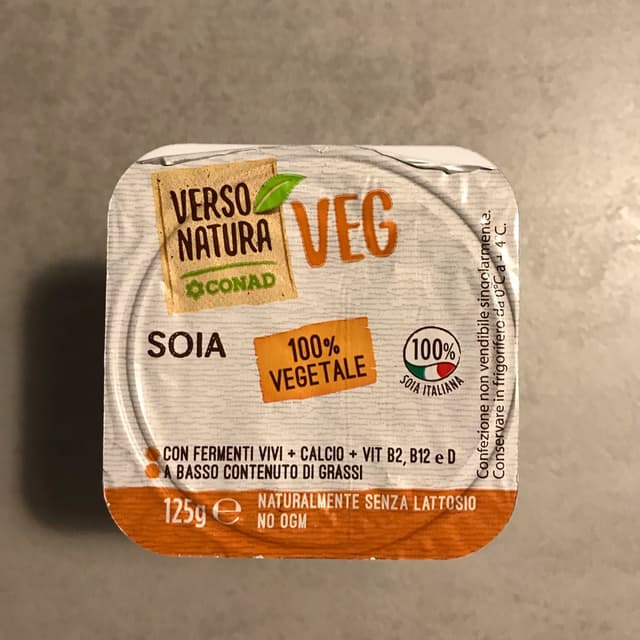 VERSO
NATURA
CONAD
VEG
SOIA
100%
VEGETALE
100%
SOIA ITALIANA
CON FERMENTI VIVI + CALCIO + VIT B2, B12 e D
A BASSO CONTENUTO DI GRASSI
125g e
NATURALMENTE SENZA LATTOSIO
NO OGM
Confezione non vendibile singolarmente.
Conservare in frigorifero da 0°C a + 4°C.